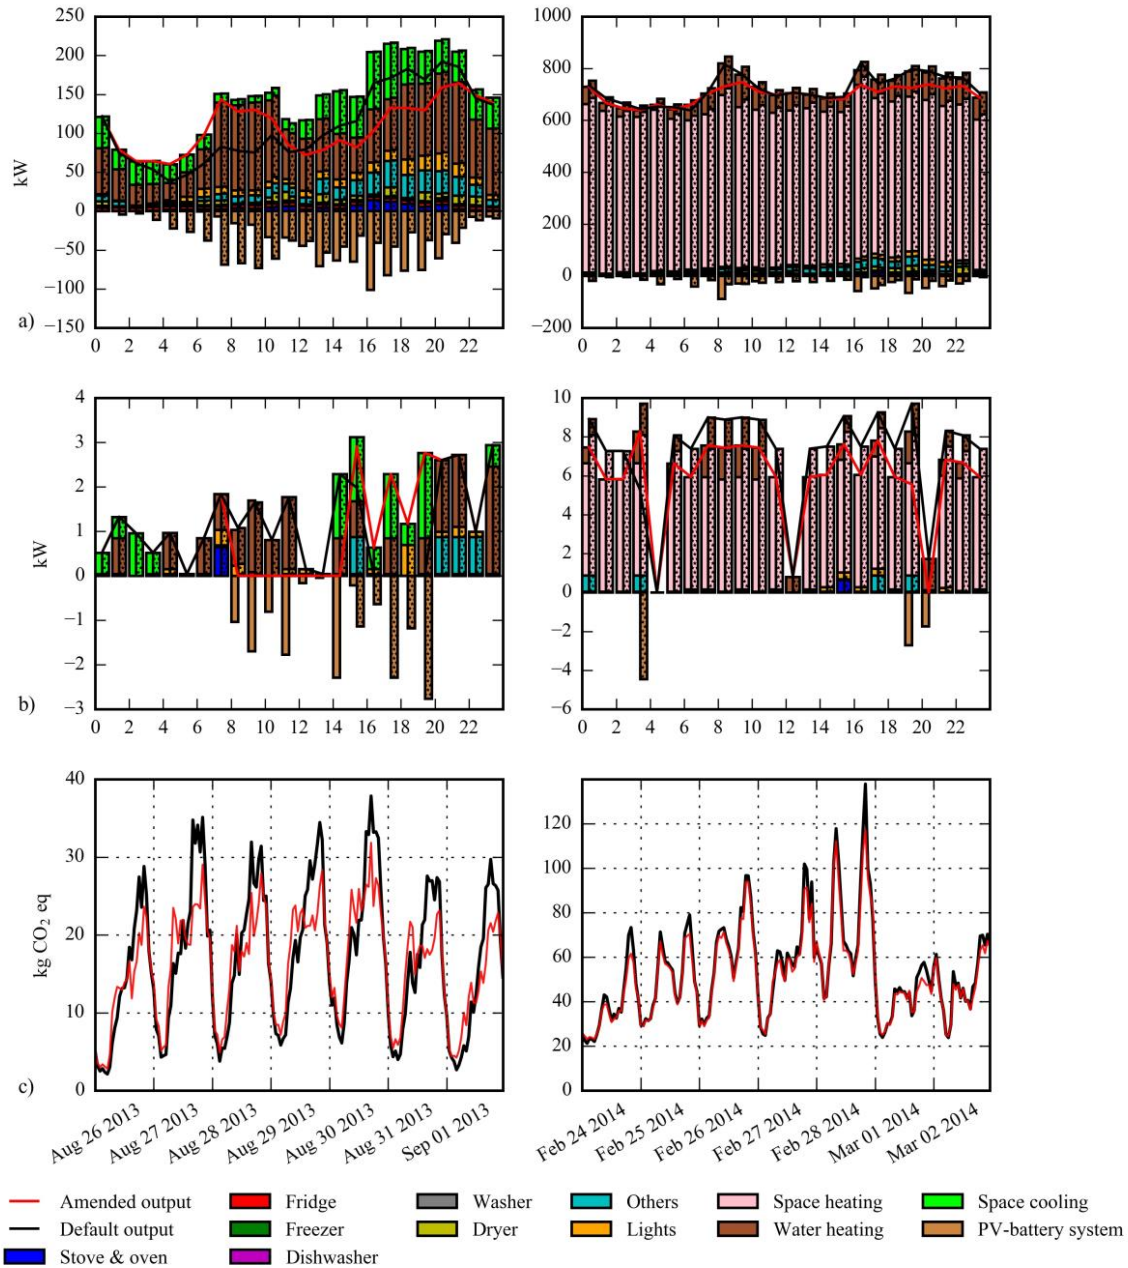 250
200
150
100
50
0
−50
−100
−150
kW
a)
0 2 4 6 8 10 12 14 16 18 20 22
1000
800
600
400
200
0
−200
0 2 4 6 8 10 12 14 16 18 20 22
4
3
2
1
0
−1
−2
−3
kW
b)
0 2 4 6 8 10 12 14 16 18 20 22
10
8
6
4
2
0
−2
−4
−6
0 2 4 6 8 10 12 14 16 18 20 22
40
30
20
10
0
kg CO2 eq
c)
Aug 26 2013
Aug 27 2013
Aug 28 2013
Aug 29 2013
Aug 30 2013
Aug 31 2013
Sep 01 2013
120
100
80
60
40
20
0
Feb 24 2014
Feb 25 2014
Feb 26 2014
Feb 27 2014
Feb 28 2014
Mar 01 2014
Mar 02 2014
Amended output
Default output
Stove & oven
Fridge
Freezer
Dishwasher
Washer
Dryer
Others
Lights
Space heating
Water heating
Space cooling
PV-battery system